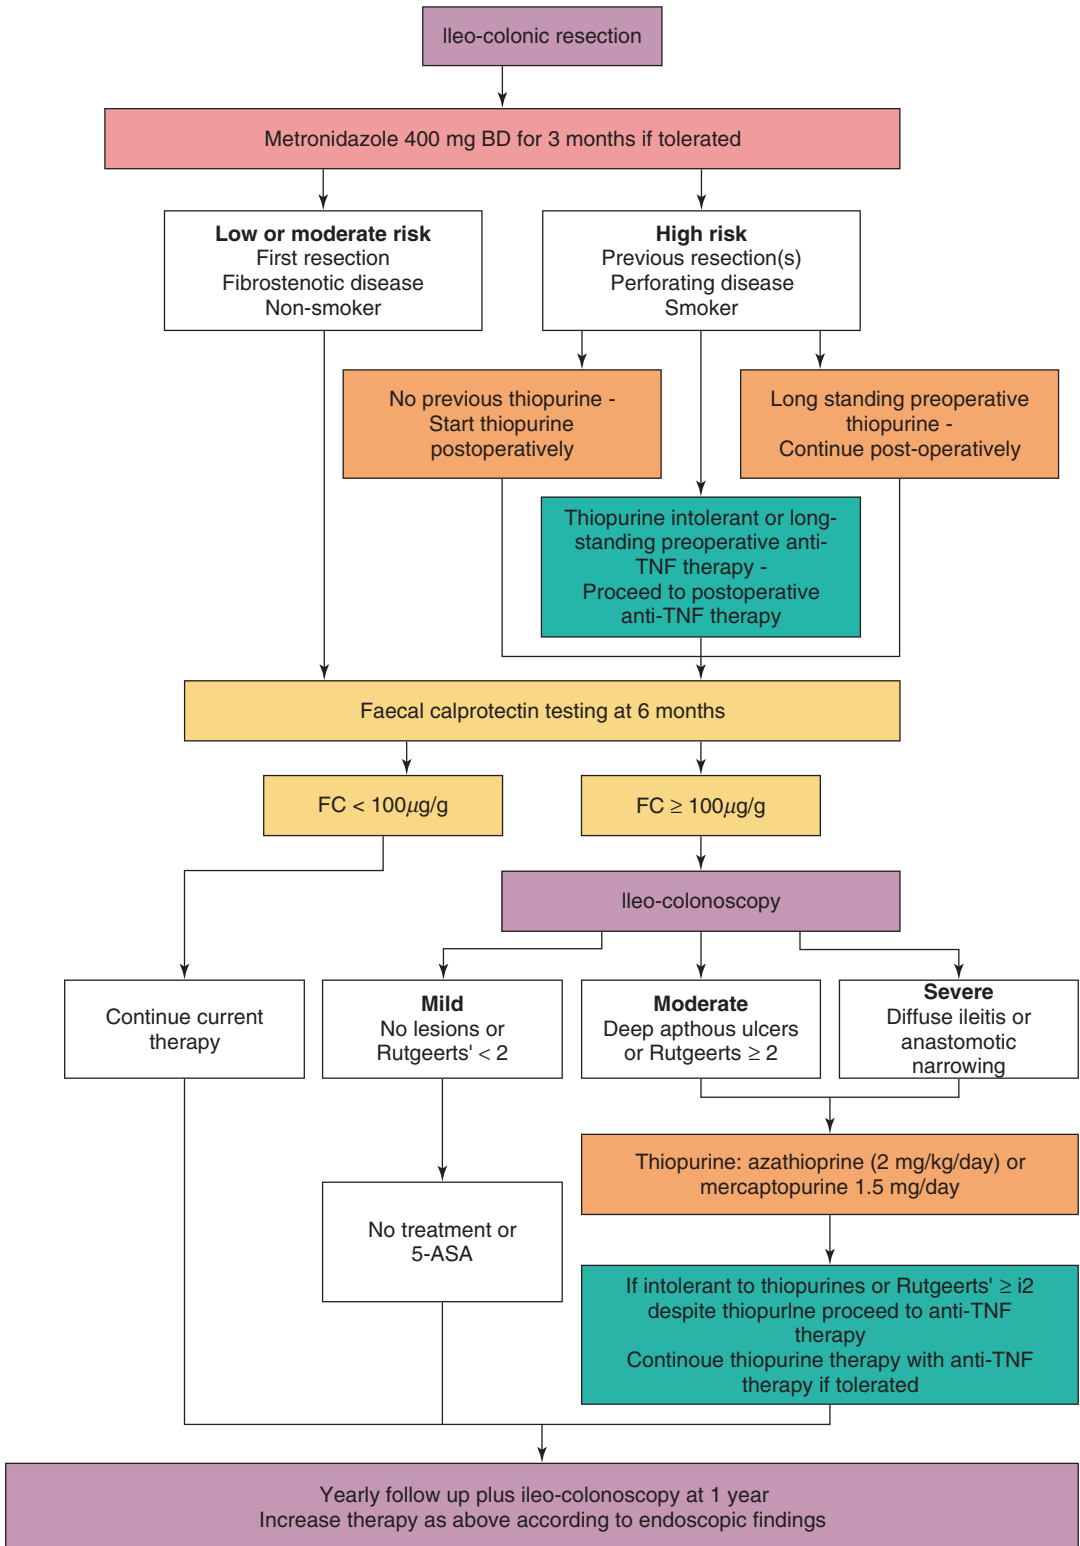 Ileo-colonic resection
Metronidazole 400 mg BD for 3 months if tolerated
Low or moderate risk
First resection
Fibrostenotic disease
Non-smoker
High risk
Previous resection(s)
Perforating disease
Smoker
No previous thiopurine -
Start thiopurine
postoperatively
Long standing preoperative
thiopurine -
Continue post-operatively
Thiopurine intolerant or long-
standing preoperative anti-
TNF therapy -
Proceed to postoperative
anti-TNF therapy
Faecal calprotectin testing at 6 months
FC < 100µg/g
FC ≥ 100µg/g
Ileo-colonoscopy
Continue current
therapy
Mild
No lesions or
Rutgeerts' < 2
Moderate
Deep apthous ulcers
or Rutgeerts ≥ 2
Severe
Diffuse ileitis or
anastomotic
narrowing
Thiopurine: azathioprine (2 mg/kg/day) or
mercaptopurine 1.5 mg/day
No treatment or
5-ASA
If intolerant to thiopurines or Rutgeerts' ≥ i2
despite thiopurlne proceed to anti-TNF
therapy
Continoue thiopurine therapy with anti-TNF
therapy if tolerated
Yearly follow up plus ileo-colonoscopy at 1 year
Increase therapy as above according to endoscopic findings